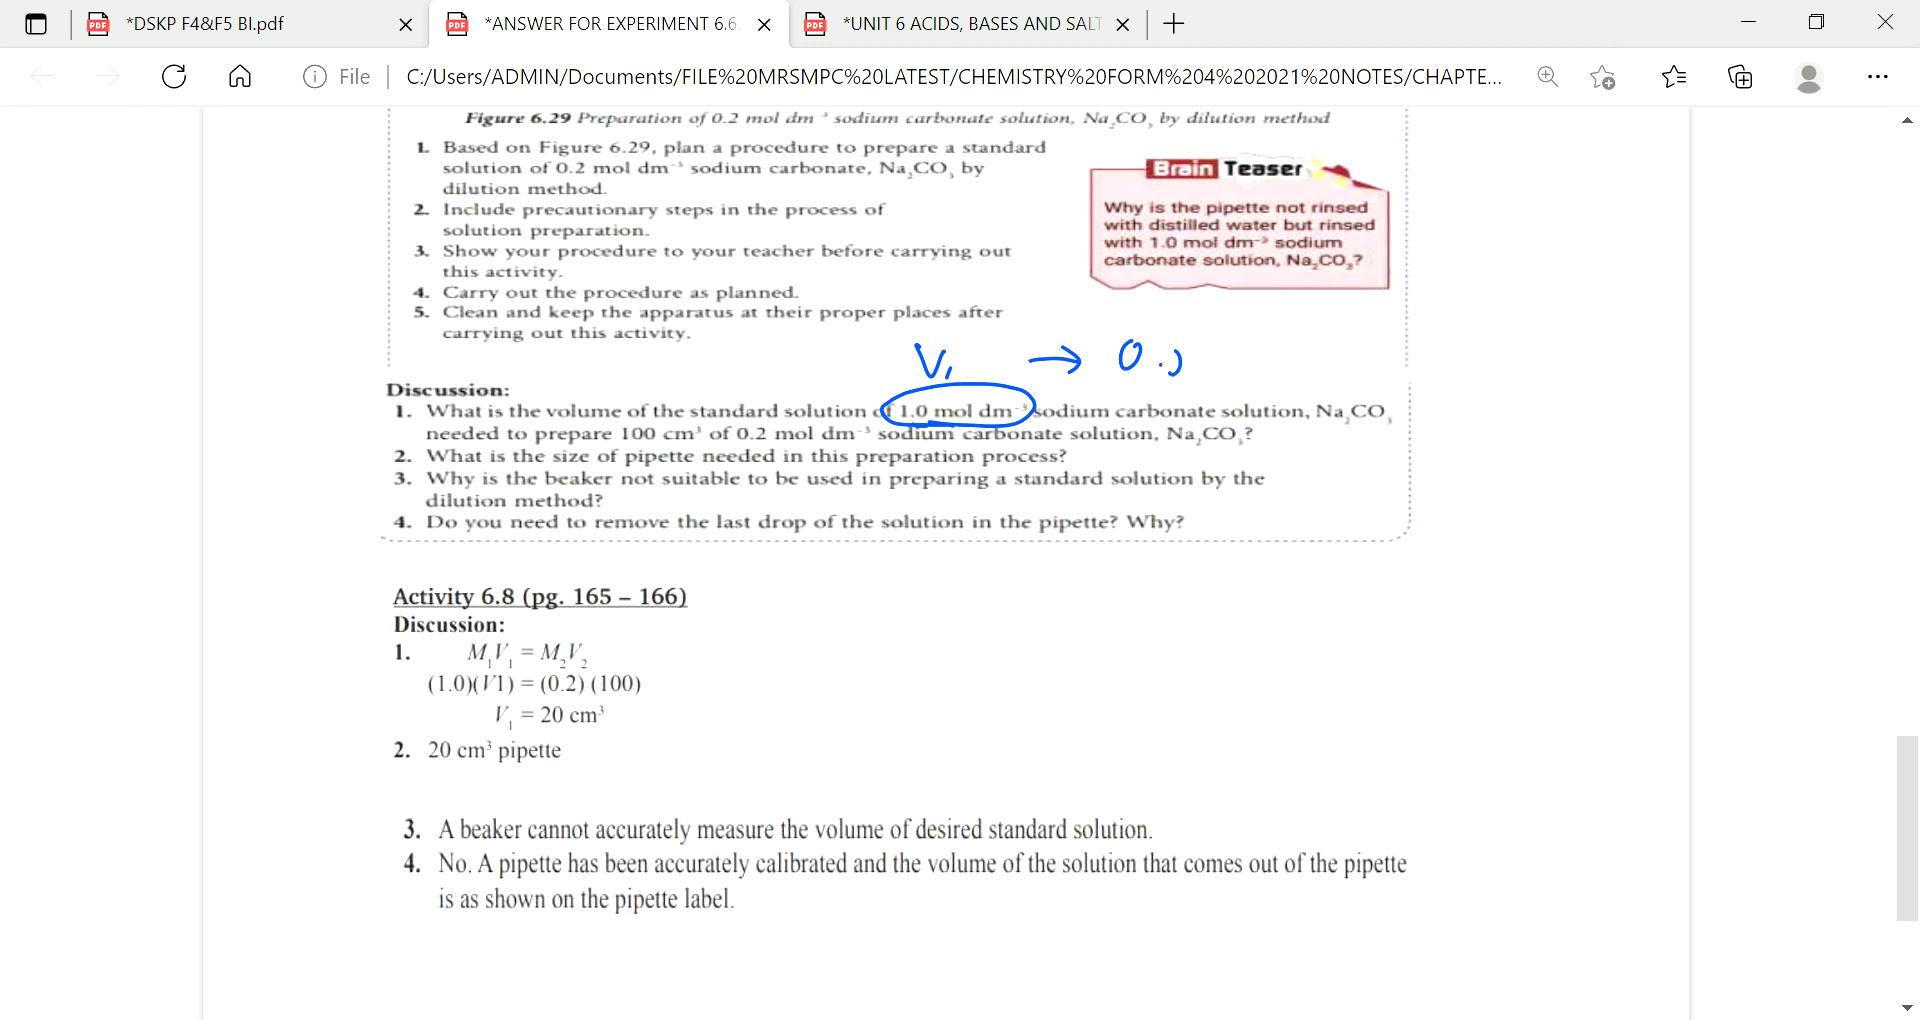 *DSKP F4&F5 BI.pdf
*ANSWER FOR EXPERIMENT 6.6
*UNIT 6 ACIDS, BASES AND SALT
File
C:/Users/ADMIN/Documents/FILE%20MRSMPC%20LATEST/CHEMISTRY%20FORM%204%202021%20NOTES/CHAPTE...
Figure 6.29 Preparation of 0.2 mol dm⁻³ sodium carbonate solution, Na₂CO₃ by dilution method
1. Based on Figure 6.29, plan a procedure to prepare a standard
solution of 0.2 mol dm⁻³ sodium carbonate, Na₂CO₃ by
dilution method.
2. Include precautionary steps in the process of
solution preparation.
3. Show your procedure to your teacher before carrying out
this activity.
4. Carry out the procedure as planned.
5. Clean and keep the apparatus at their proper places after
carrying out this activity.
Brain Teaser
Why is the pipette not rinsed
with distilled water but rinsed
with 1.0 mol dm⁻³ sodium
carbonate solution, Na₂CO₃?
V₁ → 0.
Discussion:
1. What is the volume of the standard solution of 1.0 mol dm⁻³ sodium carbonate solution, Na₂CO₃
needed to prepare 100 cm³ of 0.2 mol dm⁻³ sodium carbonate solution, Na₂CO₃?
2. What is the size of pipette needed in this preparation process?
3. Why is the beaker not suitable to be used in preparing a standard solution by the
dilution method?
4. Do you need to remove the last drop of the solution in the pipette? Why?
Activity 6.8 (pg. 165 – 166)
Discussion:
1. M₁V₁ = M₂V₂
(1.0)(V1) = (0.2) (100)
V₁ = 20 cm³
2. 20 cm³ pipette
3. A beaker cannot accurately measure the volume of desired standard solution.
4. No. A pipette has been accurately calibrated and the volume of the solution that comes out of the pipette
is as shown on the pipette label.